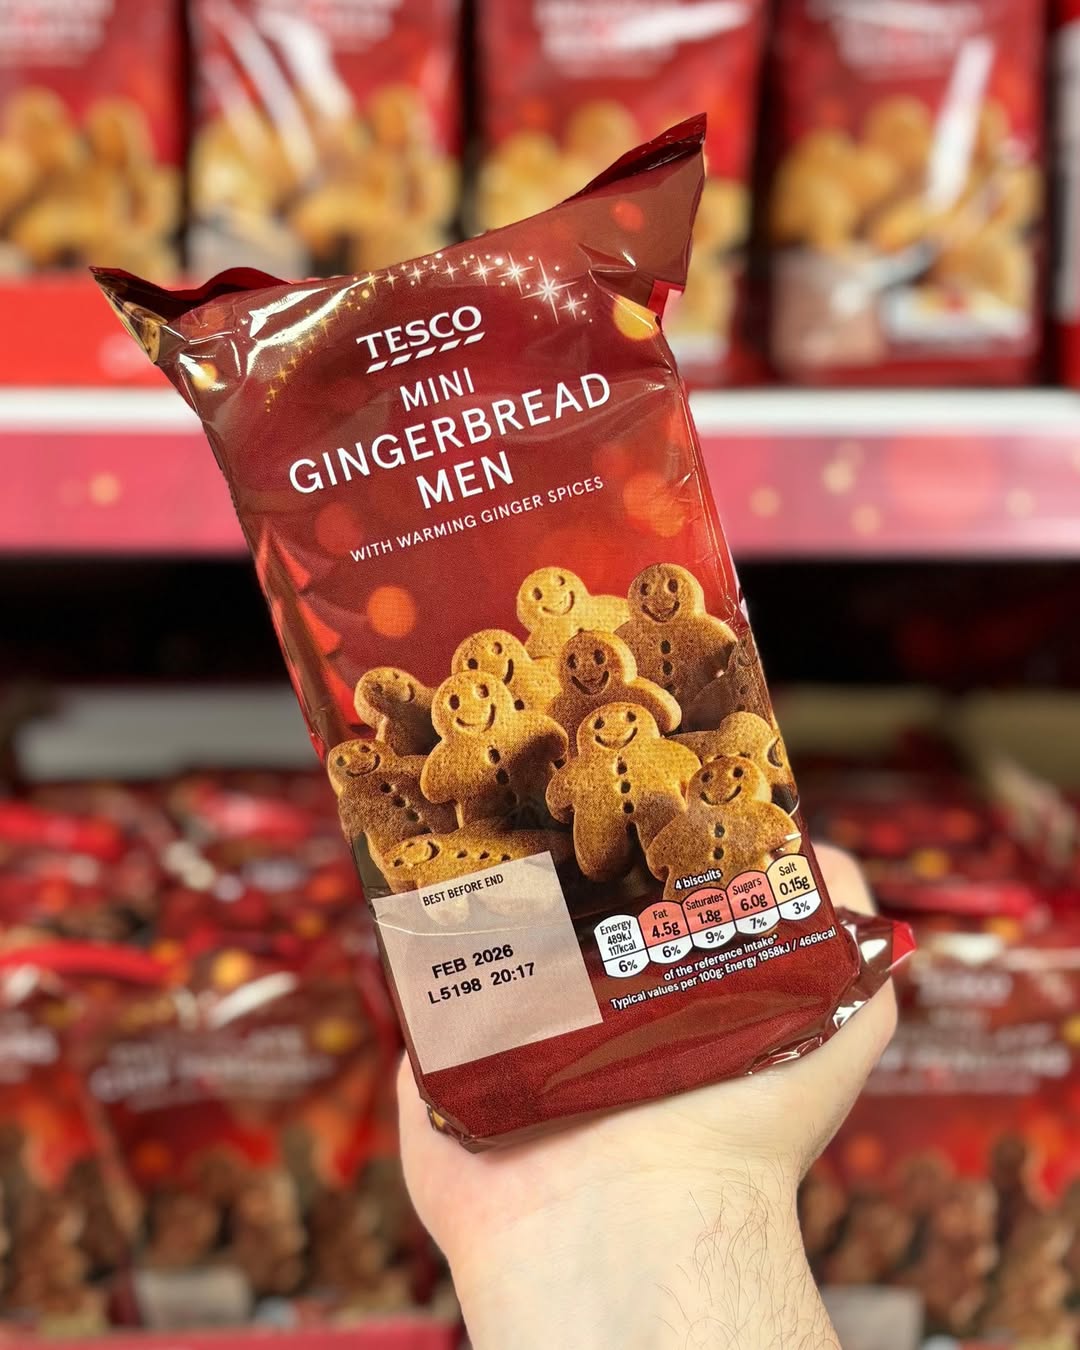 TESCO
MINI
GINGERBREAD
MEN
WITH WARMING GINGER SPICES
BEST BEFORE END
FEB 2026
L5198 20:17
4 biscuits
Energy
489kJ
117kcal
6%
Fat
4.5g
6%
Saturates
1.8g
9%
Sugars
6.0g
7%
Salt
0.15g
3%
of the reference intake*
Typical values per 100g: Energy 1958kJ / 466kcal